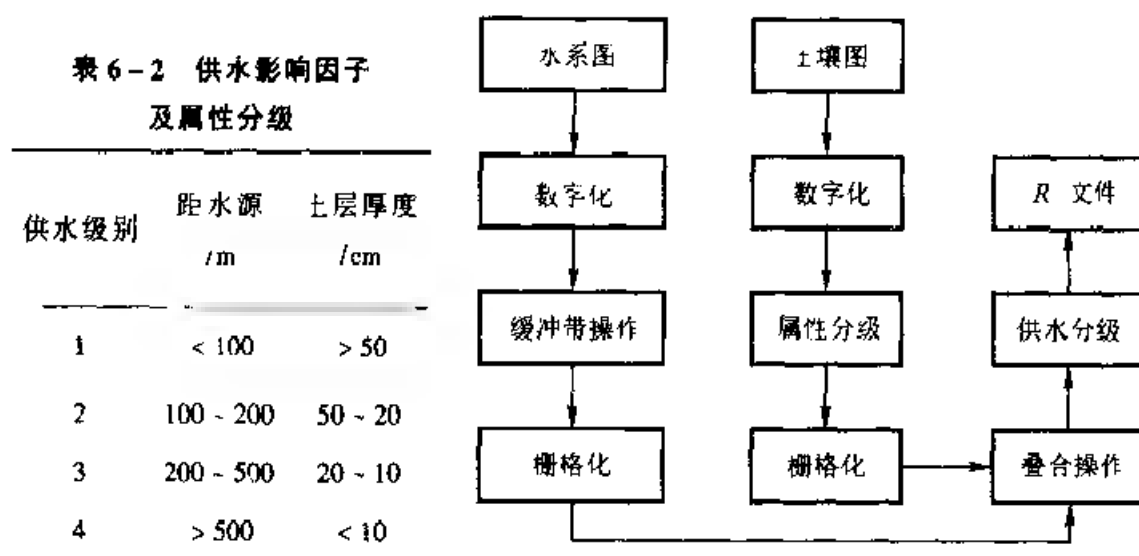 表 6-2 供水影响因子
及属性分级
供水级别 距水源 /m 土层厚度 /cm
1 < 100 > 50
2 100 ~ 200 50 ~ 20
3 200 ~ 500 20 ~ 10
4 > 500 < 10
水系图
数字化
缓冲带操作
栅格化
土壤图
数字化
属性分级
栅格化
R 文件
供水分级
叠合操作